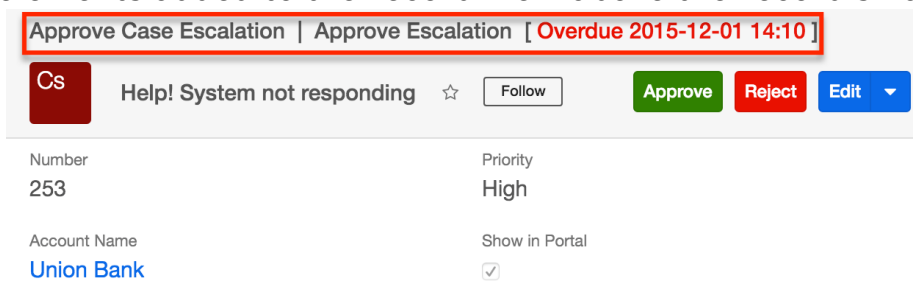 Approve Case Escalation | Approve Escalation [ Overdue 2015-12-01 14:10 ]
Cs
Help! System not responding
Follow
Approve
Reject
Edit
Number
Priority
253
High
Account Name
Show in Portal
Union Bank